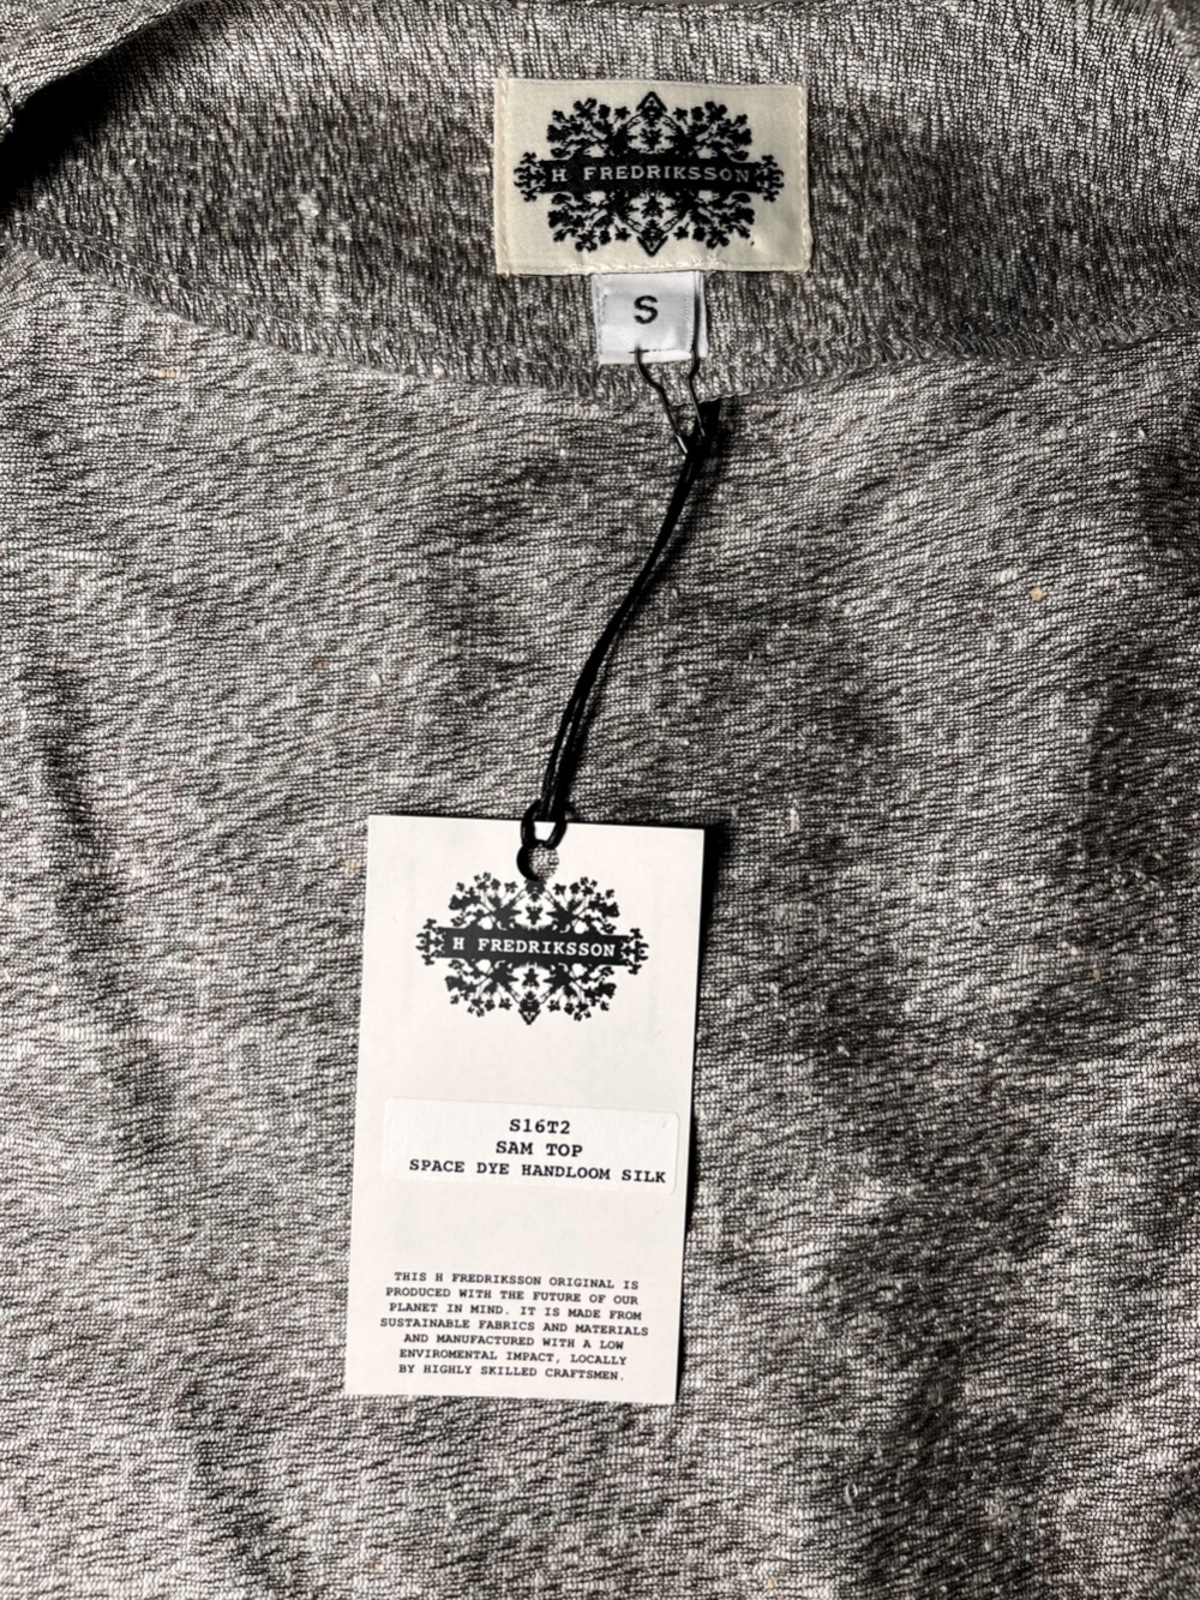 H FREDRIKSSON
S
H FREDRIKSSON
S16T2
SAM TOP
SPACE DYE HANDLOOM SILK
THIS H FREDRIKSSON ORIGINAL IS
PRODUCED WITH THE FUTURE OF OUR
PLANET IN MIND. IT IS MADE FROM
SUSTAINABLE FABRICS AND MATERIALS
AND MANUFACTURED WITH A LOW
ENVIROMENTAL IMPACT, LOCALLY
BY HIGHLY SKILLED CRAFTSMEN.